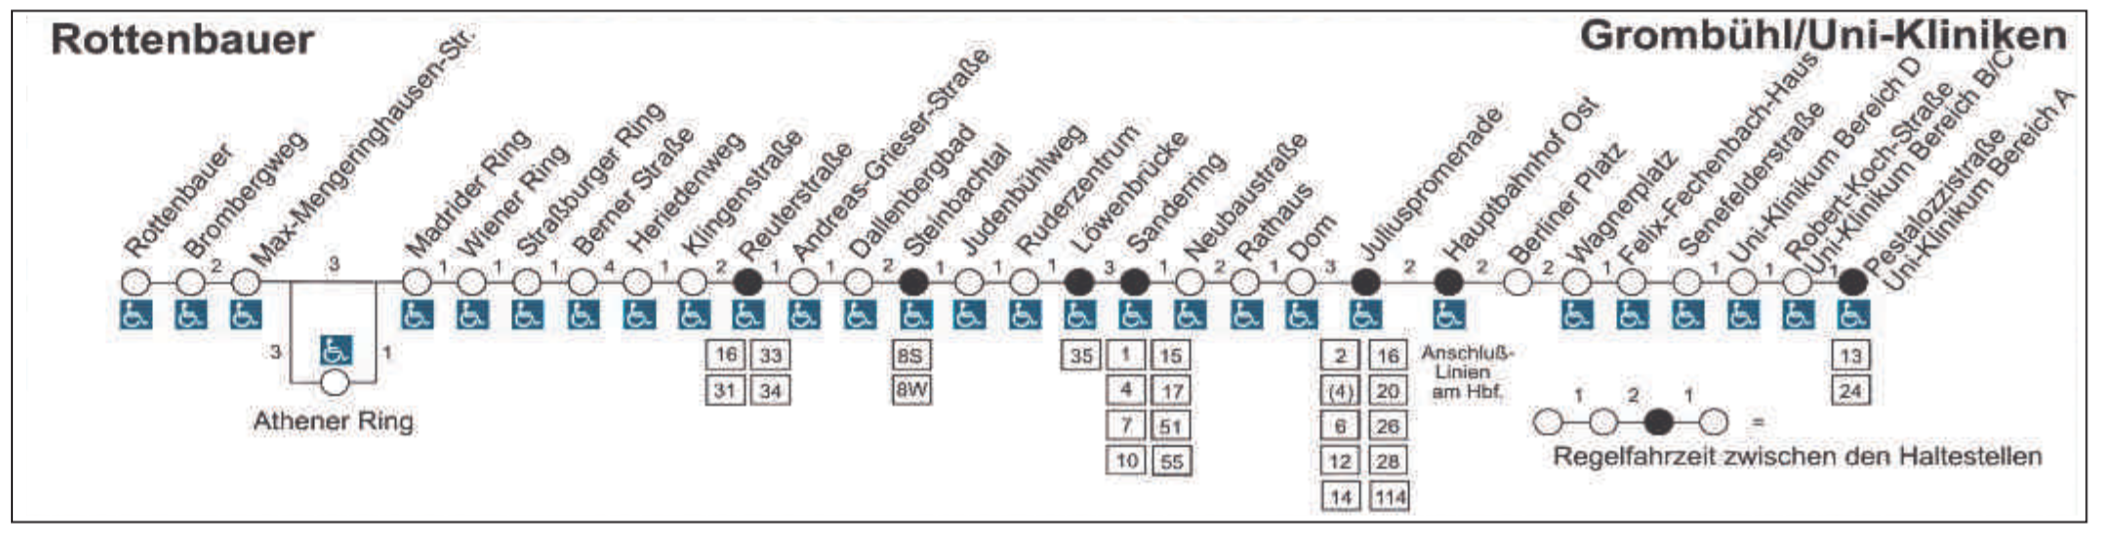 Rottenbauer
Grombühl/Uni-Kliniken
Rottenbauer
Brombergweg
Max-Mengeringhausen-Str.
Madrider Ring
Wiener Ring
Straßburger Ring
Berner Straße
Heriedenweg
Klingenstraße
Reuterstraße
Andreas-Grieser-Straße
Dallenbergbad
Steinbachtal
Judenbühlweg
Ruderzentrum
Löwenbrücke
Sanderring
Neubaustraße
Rathaus
Dom
Juliuspromenade
Hauptbahnhof Ost
Berliner Platz
Wagnerplatz
Felix-Fechenbach-Haus
Senefelderstraße
Uni-Klinikum Bereich D
Robert-Koch-Straße
Uni-Klinikum Bereich B/C
Pestalozzistraße
Uni-Klinikum Bereich A
2 3 1 1 1 4 1 2 1 1 2 1 1 1 3 1 2 1 3 2 2 2 1 1 1 1
3 1
Athener Ring
16 33
31 34
8S
8W
35
1 15
4 17
7 51
10 55
2 16
(4) 20
6 26
12 28
14 114
Anschluß-
Linien
am Hbf.
13
24
1 2 1
=
Regelfahrzeit zwischen den Haltestellen